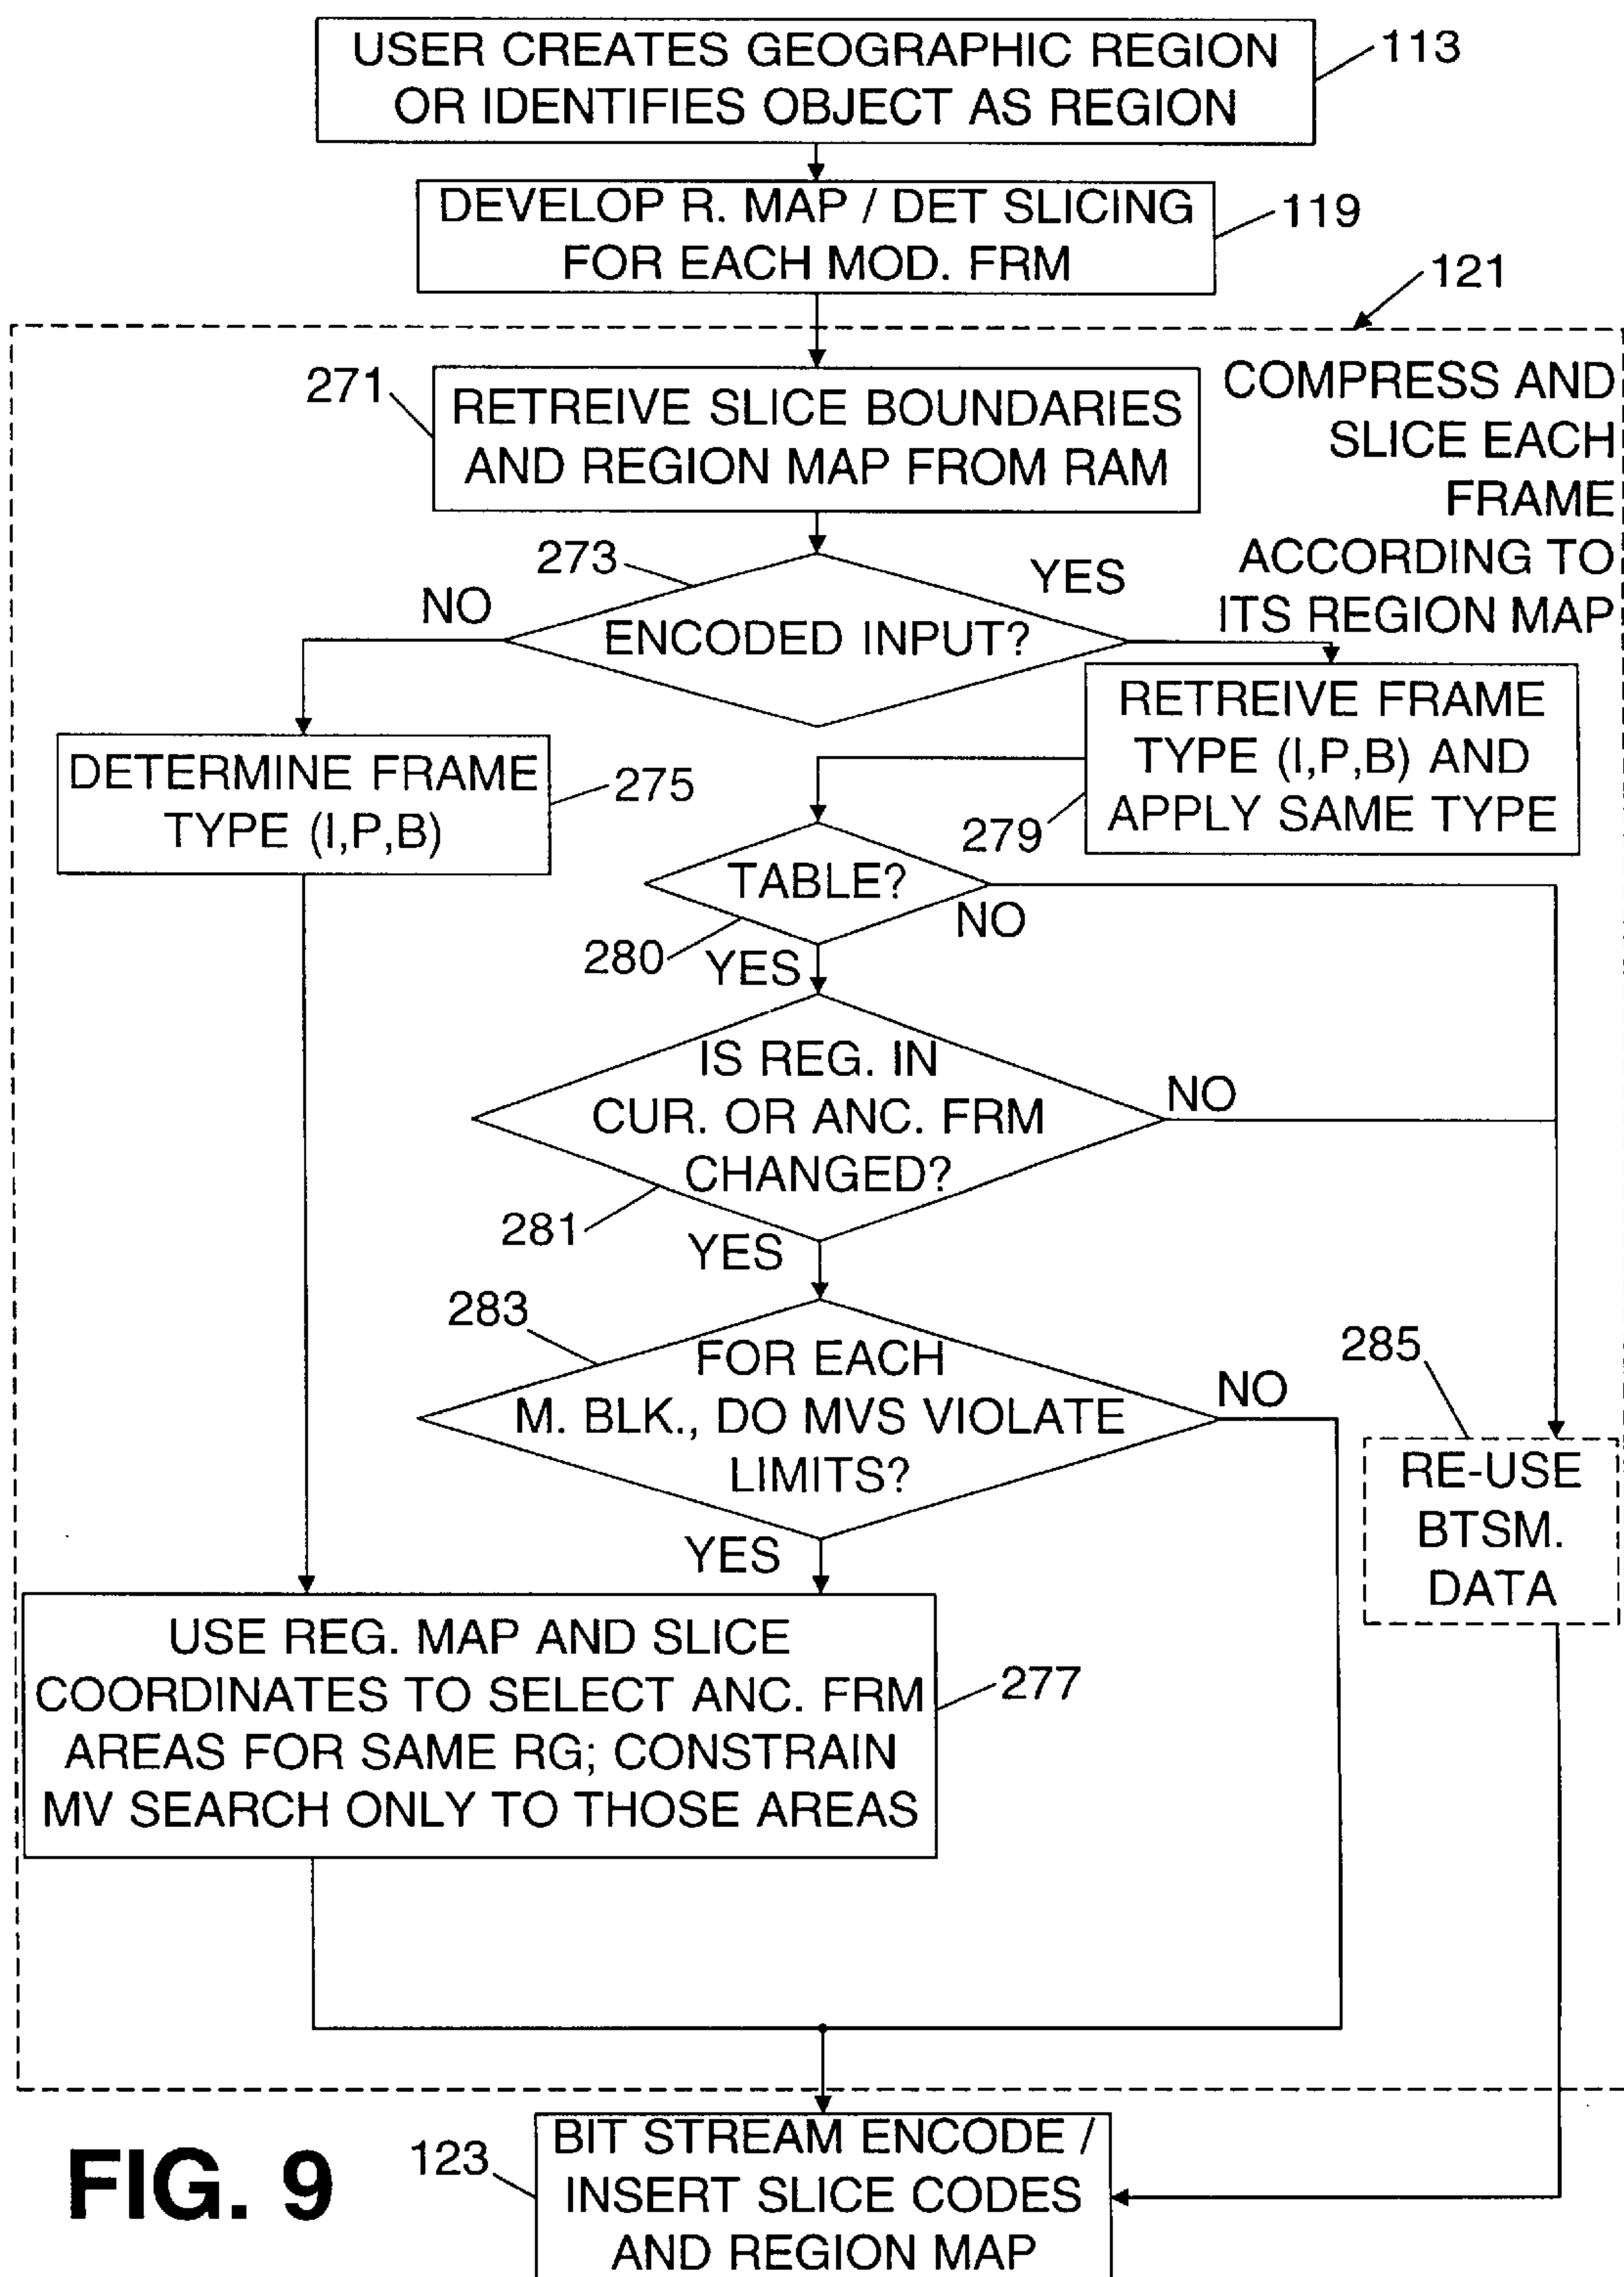 USER CREATES GEOGRAPHIC REGION
OR IDENTIFIES OBJECT AS REGION
113
DEVELOP R. MAP / DET SLICING
FOR EACH MOD. FRM
119
121
COMPRESS AND
SLICE EACH
FRAME
ACCORDING TO
ITS REGION MAP
271
RETREIVE SLICE BOUNDARIES
AND REGION MAP FROM RAM
273
NO
YES
ENCODED INPUT?
DETERMINE FRAME
TYPE (I,P,B)
275
RETREIVE FRAME
TYPE (I,P,B) AND
APPLY SAME TYPE
279
TABLE?
280
NO
YES
IS REG. IN
CUR. OR ANC. FRM
CHANGED?
NO
281
YES
283
FOR EACH
M. BLK., DO MVS VIOLATE
LIMITS?
NO
YES
285
RE-USE
BTSM.
DATA
USE REG. MAP AND SLICE
COORDINATES TO SELECT ANC. FRM
AREAS FOR SAME RG; CONSTRAIN
MV SEARCH ONLY TO THOSE AREAS
277
123
BIT STREAM ENCODE /
INSERT SLICE CODES
AND REGION MAP
FIG. 9